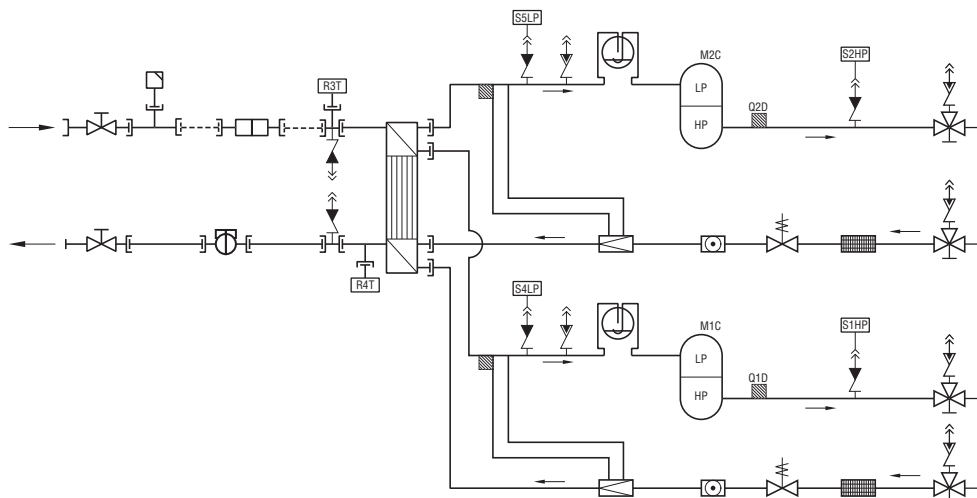 S5LP
M2C
S2HP
R3T
LP
Q2D
HP
R4T
S4LP
M1C
S1HP
LP
Q1D
HP